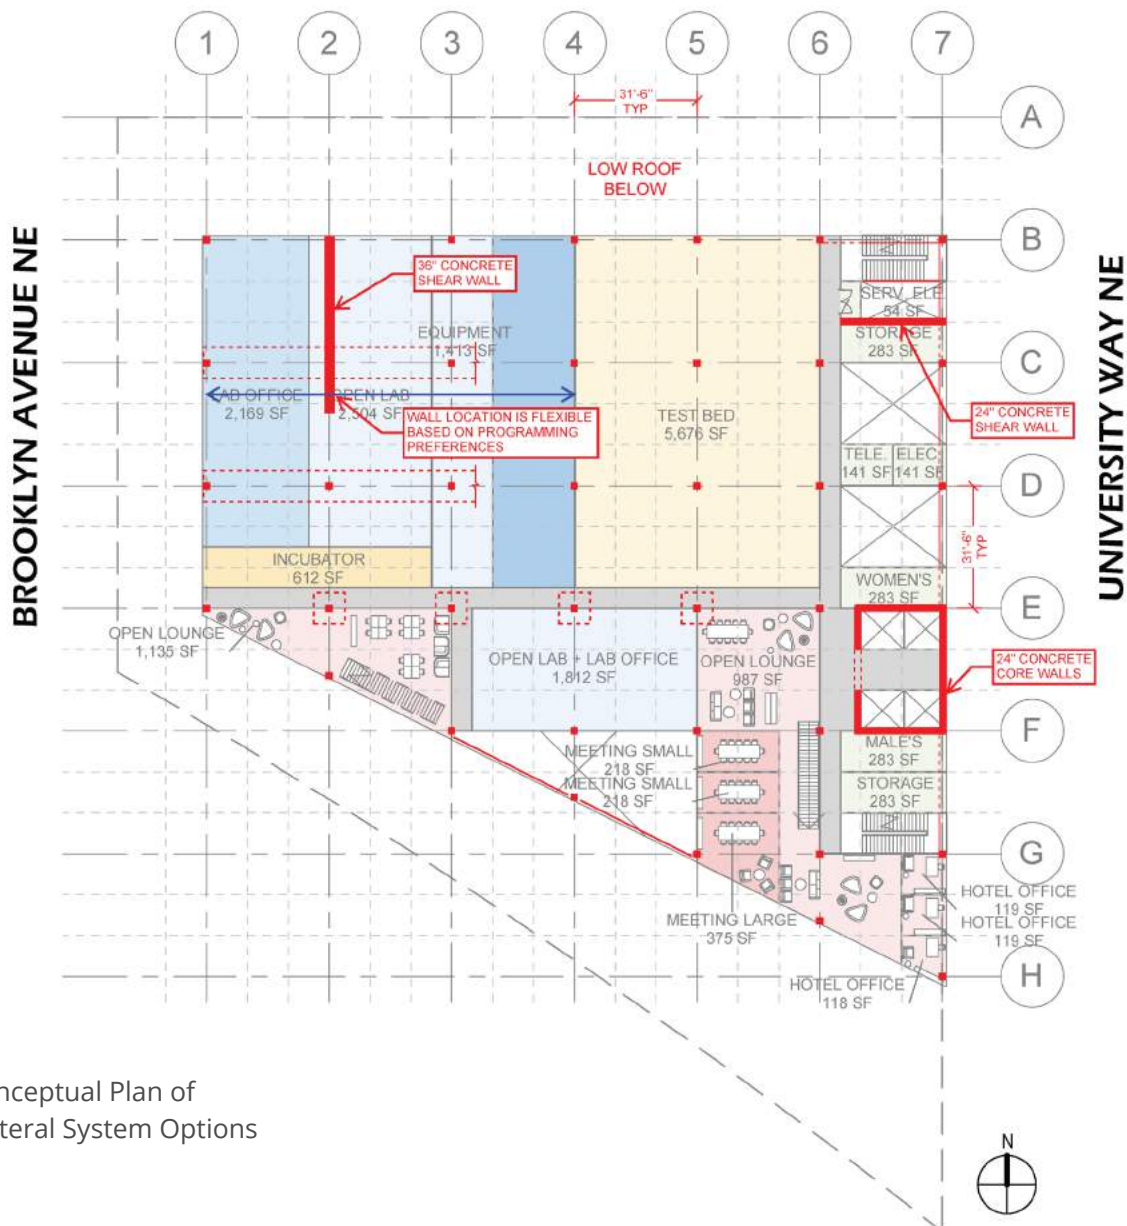 1
2
3
4
5
6
7
31'-6"
TYP
A
LOW ROOF
BELOW
B
36" CONCRETE
SHEAR WALL
SERV. ELE.
54 SF
EQUIPMENT
1,413 SF
STORAGE
283 SF
C
LAB OFFICE
2,169 SF
OPEN LAB
2,504 SF
WALL LOCATION IS FLEXIBLE
BASED ON PROGRAMMING
PREFERENCES
TEST BED
5,676 SF
24" CONCRETE
SHEAR WALL
TELE.
141 SF
ELEC
141 SF
D
31'-6"
TYP
BROOKLYN AVENUE NE
UNIVERSITY WAY NE
INCUBATOR
612 SF
WOMEN'S
283 SF
E
OPEN LOUNGE
1,135 SF
OPEN LAB + LAB OFFICE
1,812 SF
OPEN LOUNGE
987 SF
24" CONCRETE
CORE WALLS
F
MEETING SMALL
218 SF
MEETING SMALL
218 SF
MALE'S
283 SF
STORAGE
283 SF
G
MEETING LARGE
375 SF
HOTEL OFFICE
119 SF
HOTEL OFFICE
119 SF
H
HOTEL OFFICE
118 SF
nceptual Plan of
teral System Options
N